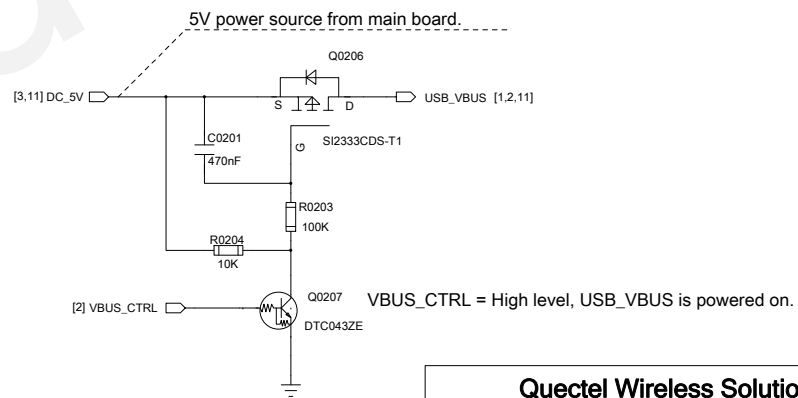 5V power source from main board.
Q0206
[3,11] DC_5V
USB_VBUS [1,2,11]
S
D
C0201
G
SI2333CDS-T1
470nF
R0203
100K
R0204
10K
Q0207
VBUS_CTRL = High level, USB_VBUS is powered on.
[2] VBUS_CTRL
DTC043ZE
Quectel Wireless Solutio